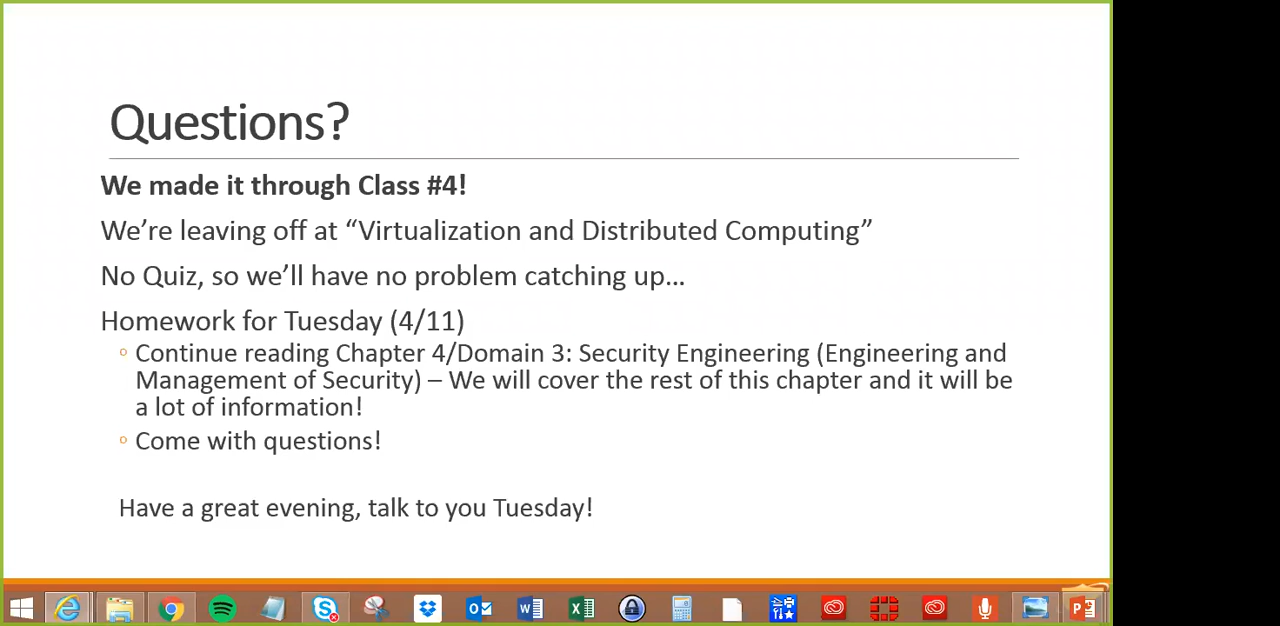 Questions?
We made it through Class #4!
We’re leaving off at “Virtualization and Distributed Computing”
No Quiz, so we’ll have no problem catching up…
Homework for Tuesday (4/11)
◦ Continue reading Chapter 4/Domain 3: Security Engineering (Engineering and
Management of Security) – We will cover the rest of this chapter and it will be
a lot of information!
◦ Come with questions!
Have a great evening, talk to you Tuesday!